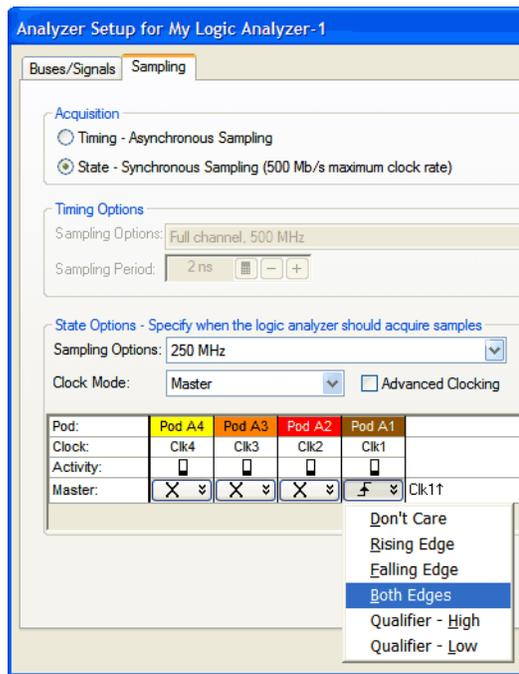 Analyzer Setup for My Logic Analyzer-1
Buses/Signals Sampling
Acquisition
Timing - Asynchronous Sampling
State - Synchronous Sampling (500 Mb/s maximum clock rate)
Timing Options
Sampling Options: Full channel, 500 MHz
Sampling Period: 2 ns - +
State Options - Specify when the logic analyzer should acquire samples
Sampling Options: 250 MHz
Clock Mode: Master Advanced Clocking
Pod: Pod A4 Pod A3 Pod A2 Pod A1
Clock: Clk4 Clk3 Clk2 Clk1
Activity:
Master: X X X Clk1↑
Don't Care
Rising Edge
Falling Edge
Both Edges
Qualifier - High
Qualifier - Low